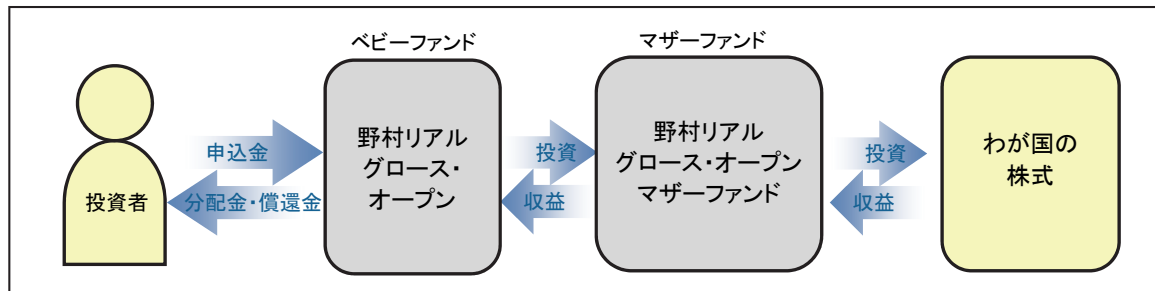 ベビーファンド
マザーファンド
投資者
申込金
分配金・償還金
野村リアル
グロース・
オープン
投資
収益
野村リアル
グロース・オープン
マザーファンド
投資
収益
わが国の
株式